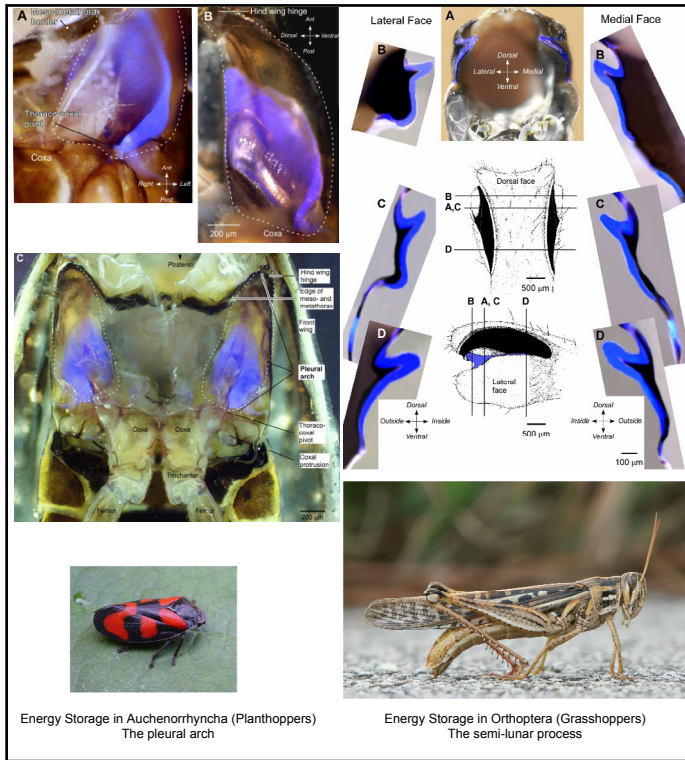 A
Meso-metathorax
border
Thoraco-coxal
pivot
Coxa
Ant
Right
Left
Post
B
Hind wing hinge
Ant
Dorsal
Ventral
Post
200 μm
Coxa
C
Posterior
Hind wing
hinge
Edge of
meso- and
metathorax
Front
wing
Pleural
arch
Coxa
Coxa
Thoraco-
coxal
pivot
Coxal
protrusion
Trochanter
Femur
Femur
200 μm
Lateral Face
Medial Face
A
Dorsal
Lateral
Medial
Ventral
B
B
Dorsal face
B
A,C
D
500 μm
C
C
B A, C D
Lateral
face
500 μm
D
D
Dorsal
Outside
Inside
Ventral
Dorsal
Inside
Outside
Ventral
100 μm
Energy Storage in Auchenorrhyncha (Planthoppers)
The pleural arch
Energy Storage in Orthoptera (Grasshoppers)
The semi-lunar process